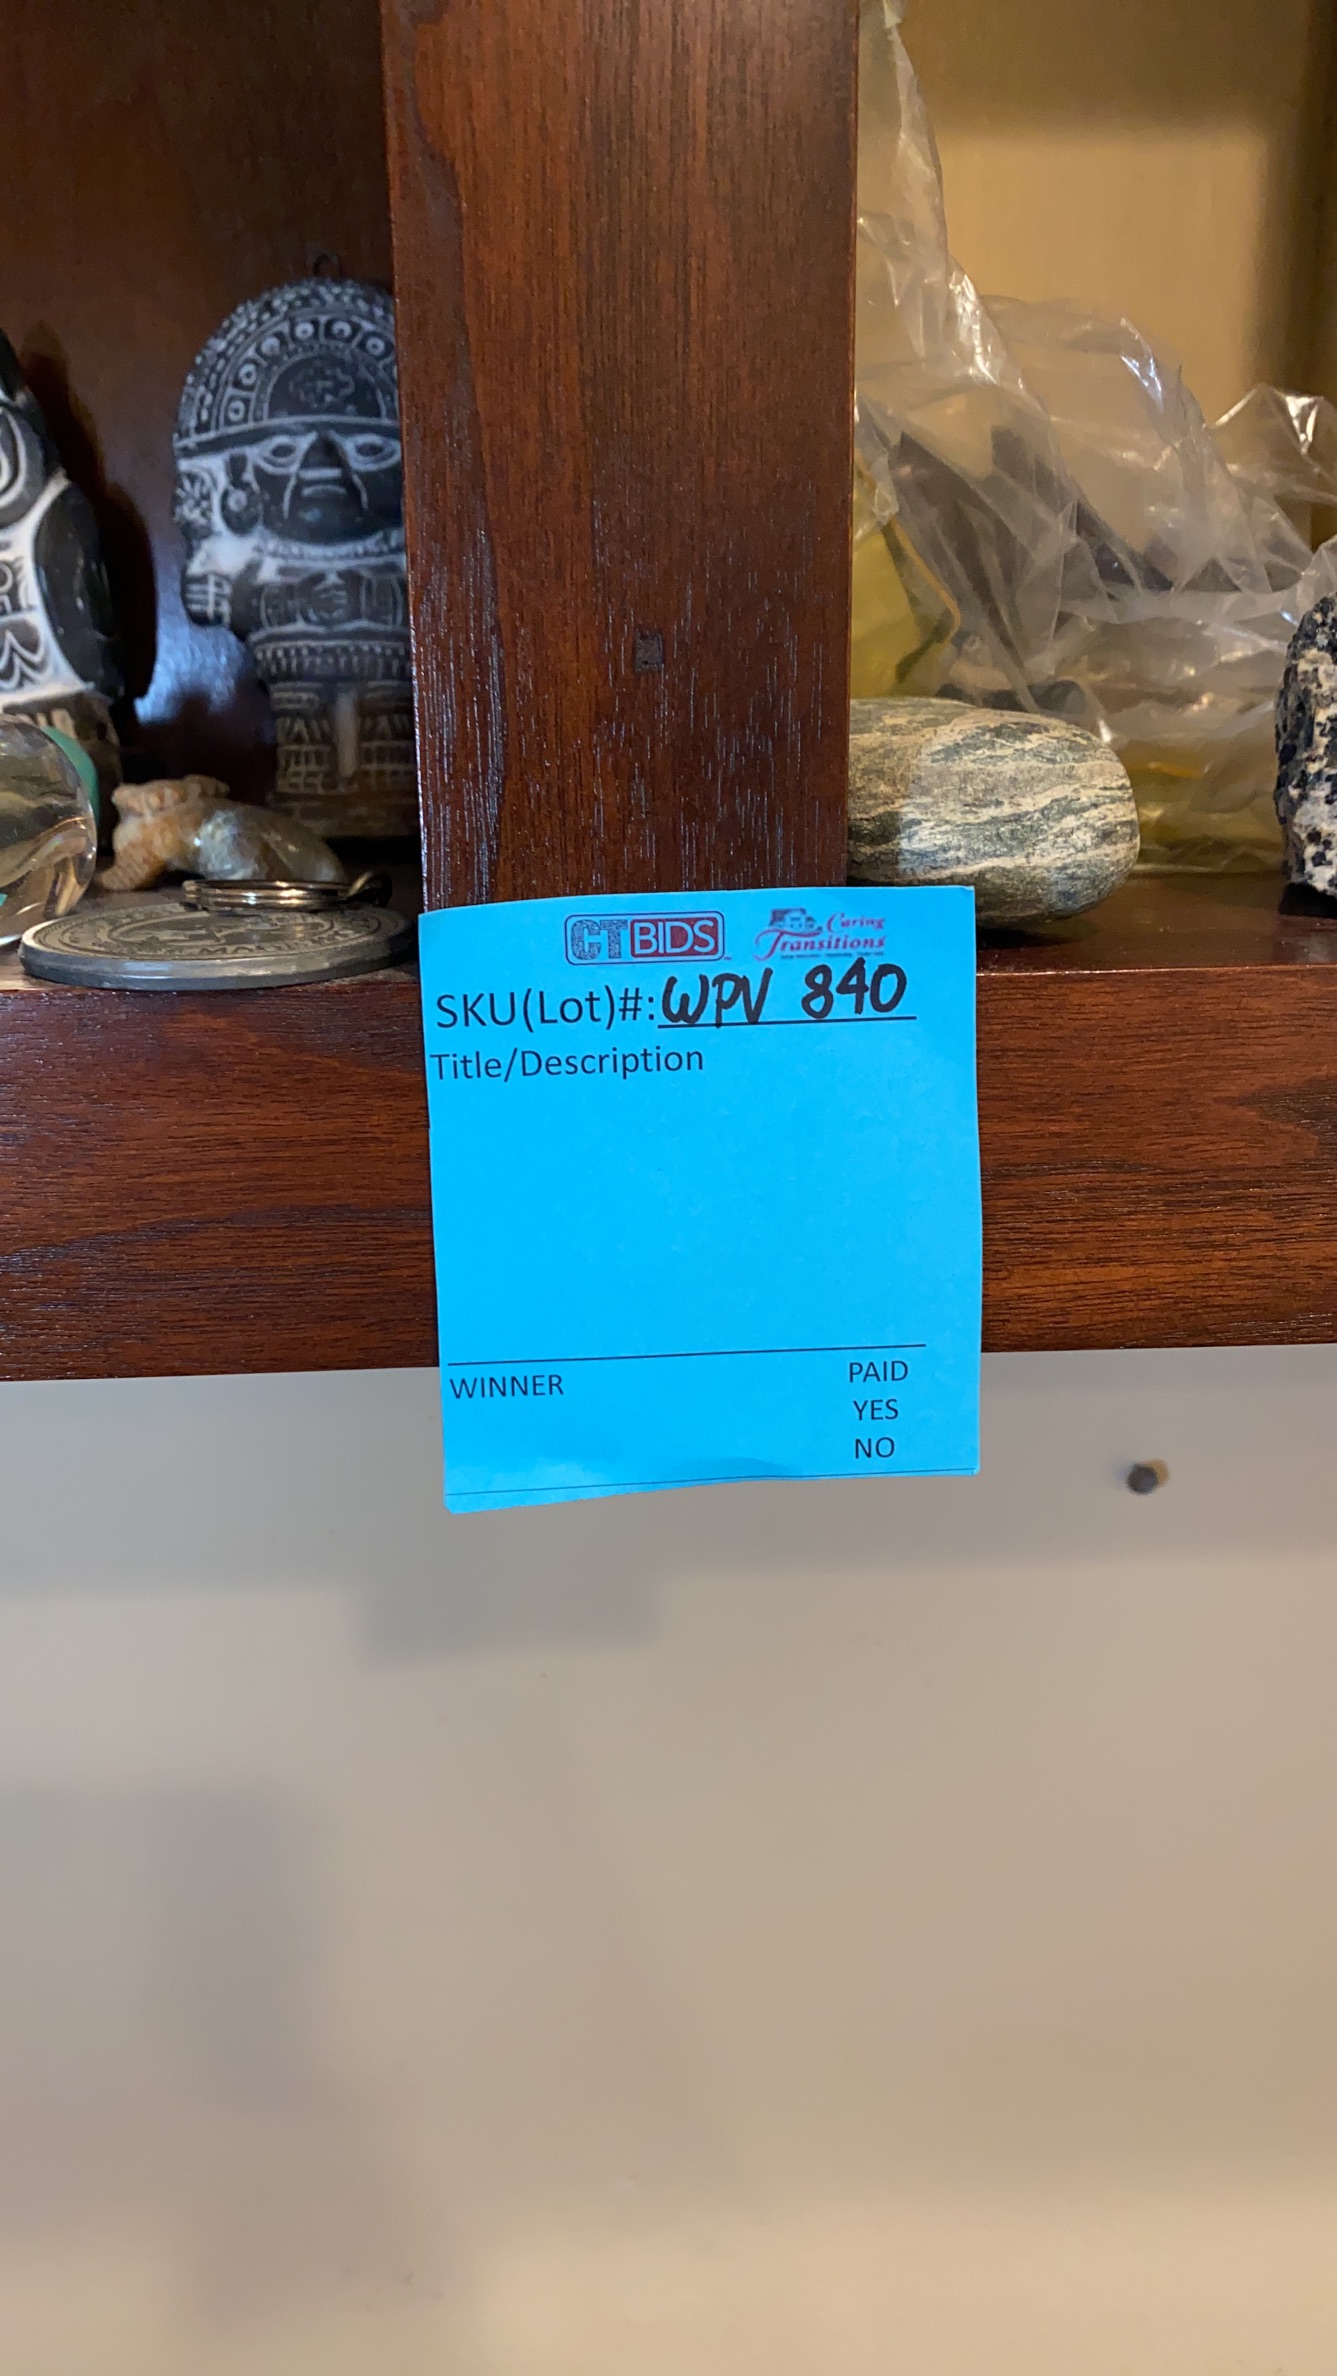 CTBIDS
Caring
Transitions
SKU(Lot)#: WPV 840
Title/Description
WINNER
PAID
YES
NO